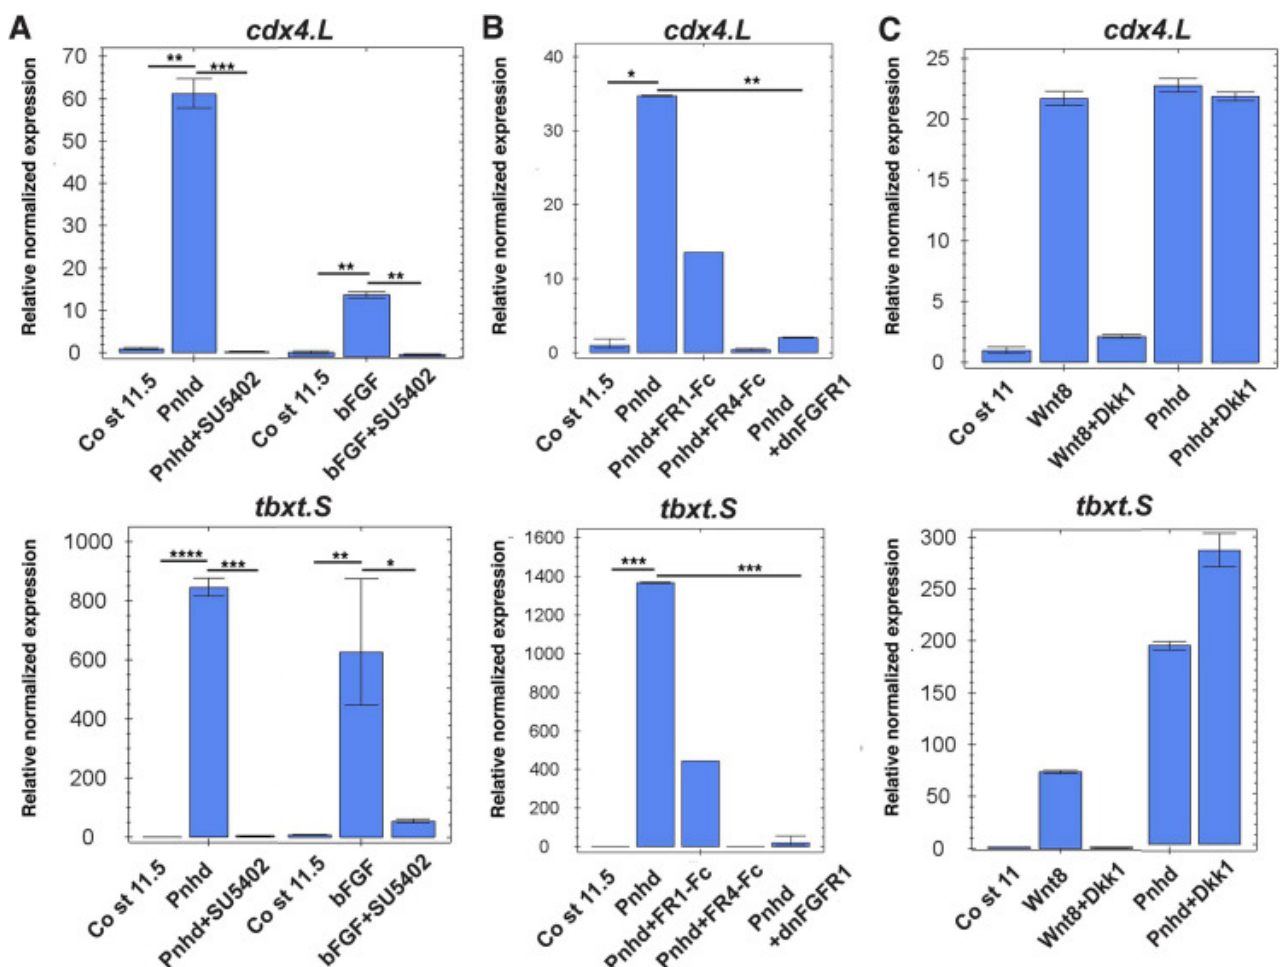 A
cdx4.L
Relative normalized expression
70
60
50
40
30
20
10
0
**
***
**
**
Co st 11.5
Pnhd
Pnhd+SU5402
Co st 11.5
bFGF
bFGF+SU5402
B
cdx4.L
Relative normalized expression
40
30
20
10
0
*
**
Co st 11.5
Pnhd
Pnhd+FR1-Fc
Pnhd+FR4-Fc
Pnhd
+dnFGFR1
C
cdx4.L
Relative normalized expression
25
20
15
10
5
0
Co st 11
Wnt8
Wnt8+Dkk1
Pnhd
Pnhd+Dkk1
tbxt.S
Relative normalized expression
1000
800
600
400
200
0
****
***
**
*
Co st 11.5
Pnhd
Pnhd+SU5402
Co st 11.5
bFGF
bFGF+SU5402
tbxt.S
Relative normalized expression
1600
1400
1200
1000
800
600
400
200
0
***
***
Co st 11.5
Pnhd
Pnhd+FR1-Fc
Pnhd+FR4-Fc
Pnhd
+dnFGFR1
tbxt.S
Relative normalized expression
300
250
200
150
100
50
0
Co st 11
Wnt8
Wnt8+Dkk1
Pnhd
Pnhd+Dkk1